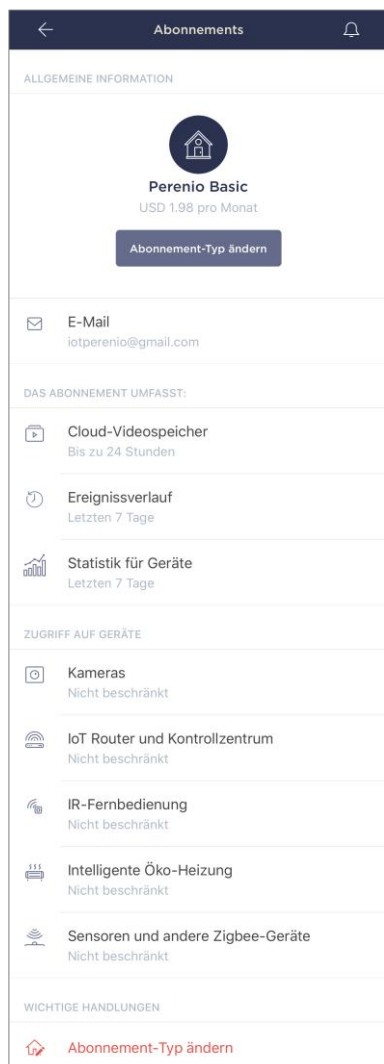 Abonnements
ALLGEMEINE INFORMATION
Perenio Basic
USD 1.98 pro Monat
Abonnement-Typ ändern
E-Mail
iotperenio@gmail.com
DAS ABONNEMENT UMFASST:
Cloud-Videospeicher
Bis zu 24 Stunden
Ereignissverlauf
Letzten 7 Tage
Statistik für Geräte
Letzten 7 Tage
ZUGRIFF AUF GERÄTE
Kameras
Nicht beschränkt
IoT Router und Kontrollzentrum
Nicht beschränkt
IR-Fernbedienung
Nicht beschränkt
Intelligente Öko-Heizung
Nicht beschränkt
Sensoren und andere Zigbee-Geräte
Nicht beschränkt
WICHTIGE HANDLUNGEN
Abonnement-Typ ändern